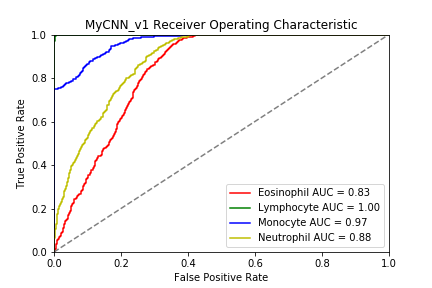 MyCNN_v1 Receiver Operating Characteristic
1.0
0.8
0.6
0.4
0.2
0.0
True Positive Rate
Eosinophil AUC = 0.83
Lymphocyte AUC = 1.00
Monocyte AUC = 0.97
Neutrophil AUC = 0.88
0.0 0.2 0.4 0.6 0.8 1.0
False Positive Rate